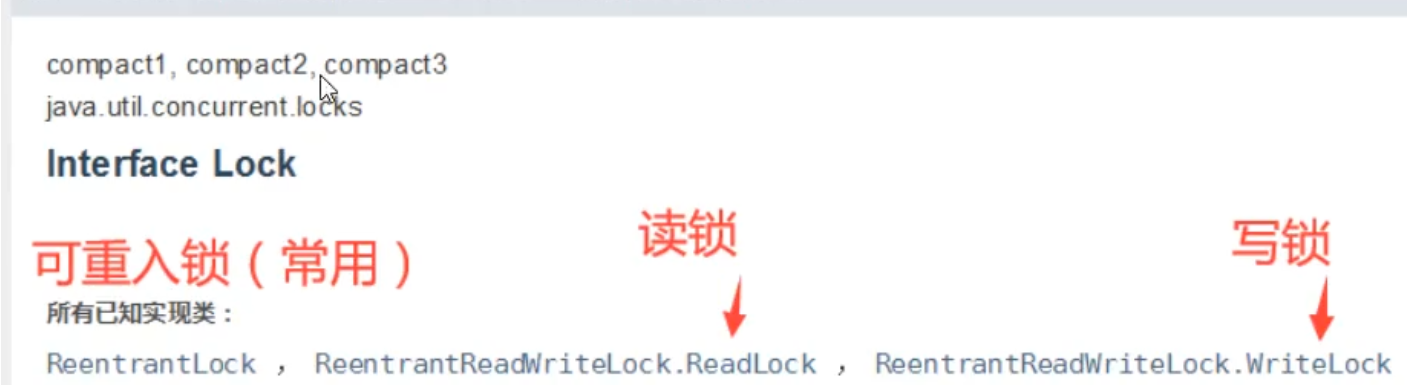 compact1, compact2, compact3
java.util.concurrent.locks
Interface Lock
可重入锁（常用）
读锁
写锁
所有已知实现类：
ReentrantLock ， ReentrantReadWriteLock.ReadLock ， ReentrantReadWriteLock.WriteLock